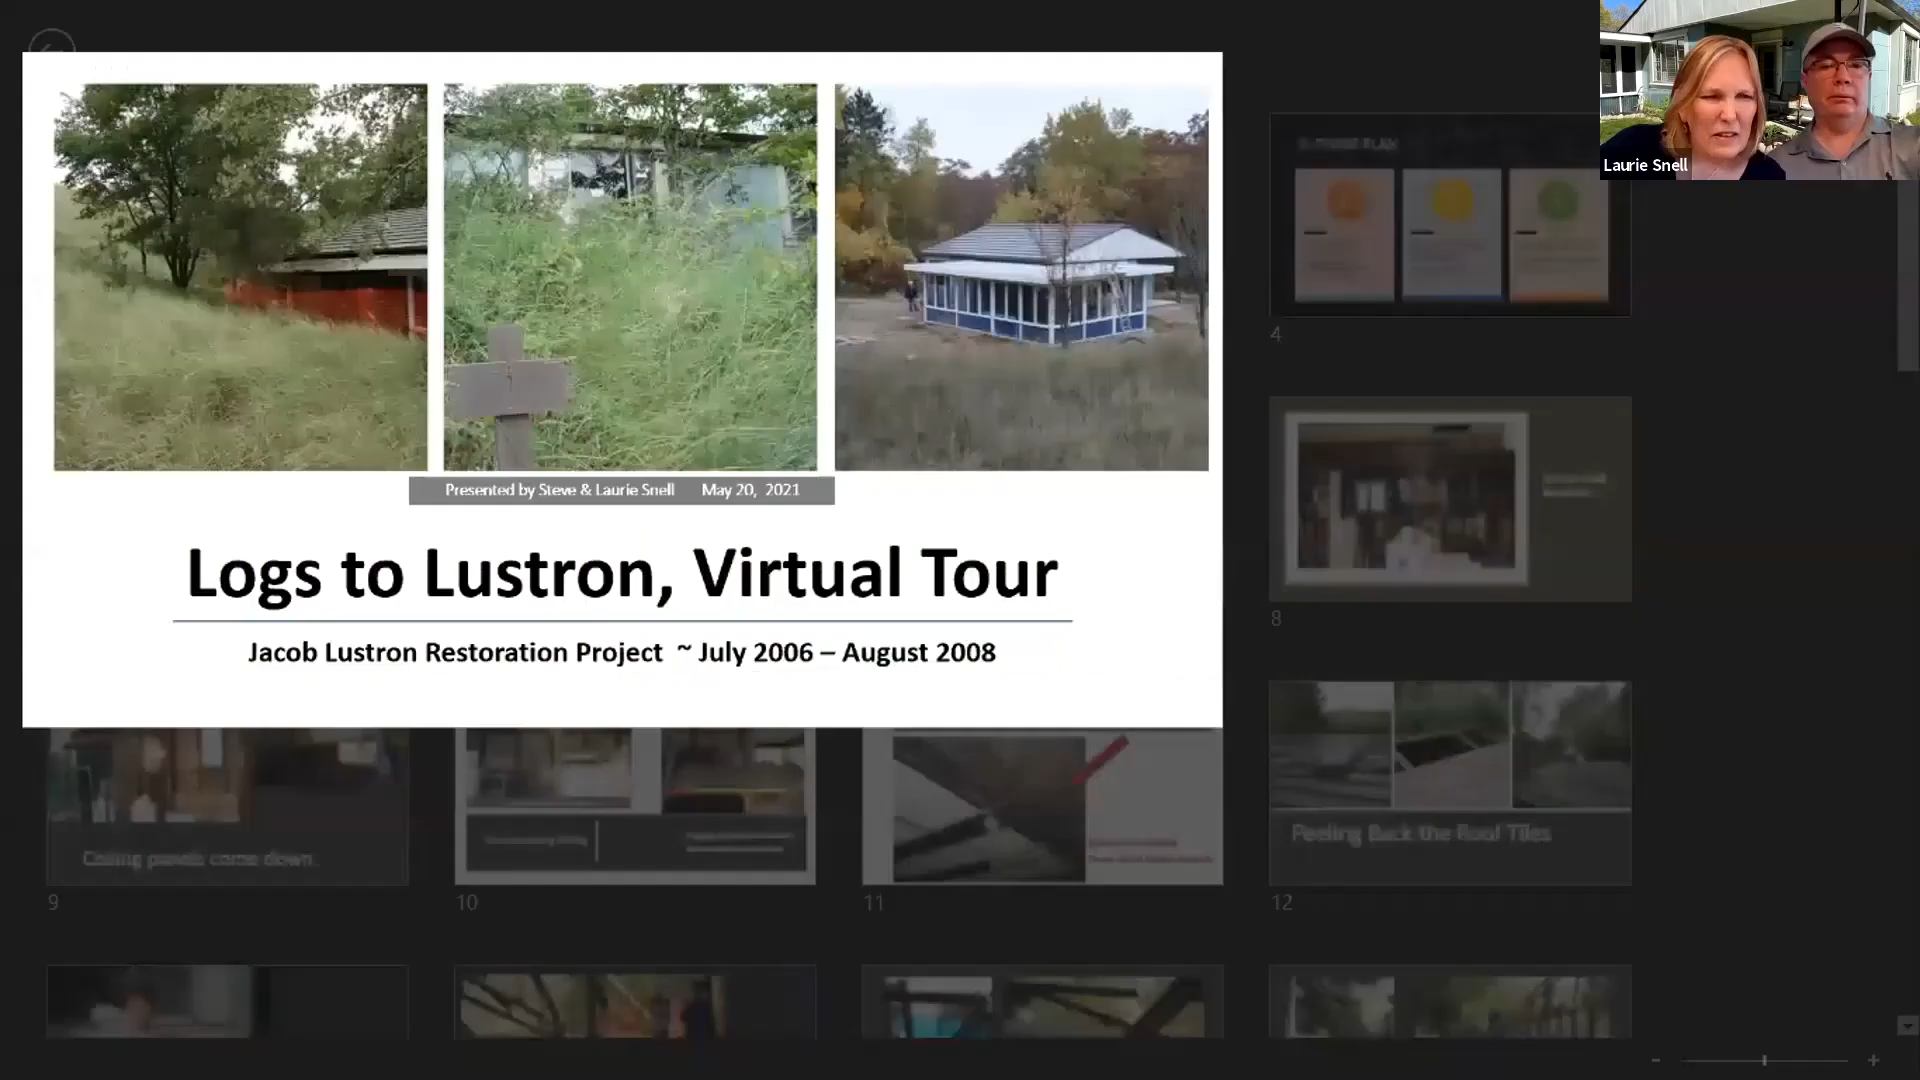 Laurie Snell
Presented by Steve & Laurie Snell May 20, 2021
Logs to Lustron, Virtual Tour
Jacob Lustron Restoration Project ~ July 2006 – August 2008
4
8
Ceiling panels come down.
Peeling Back the Roof Tiles
9
10
11
12